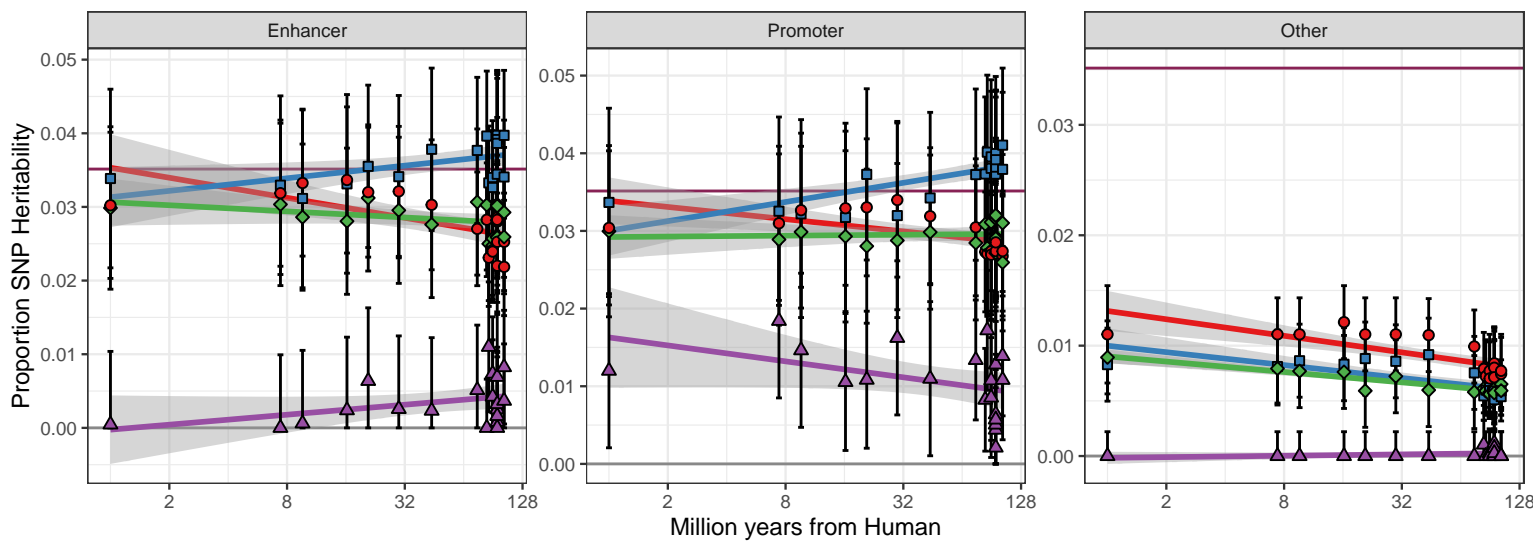 Enhancer
Promoter
Other
Proportion SNP Heritability
0.05
0.04
0.03
0.02
0.01
0.00
0.05
0.04
0.03
0.02
0.01
0.00
0.03
0.02
0.01
0.00
2 8 32 128
2 8 32 128
2 8 32 128
Million years from Human